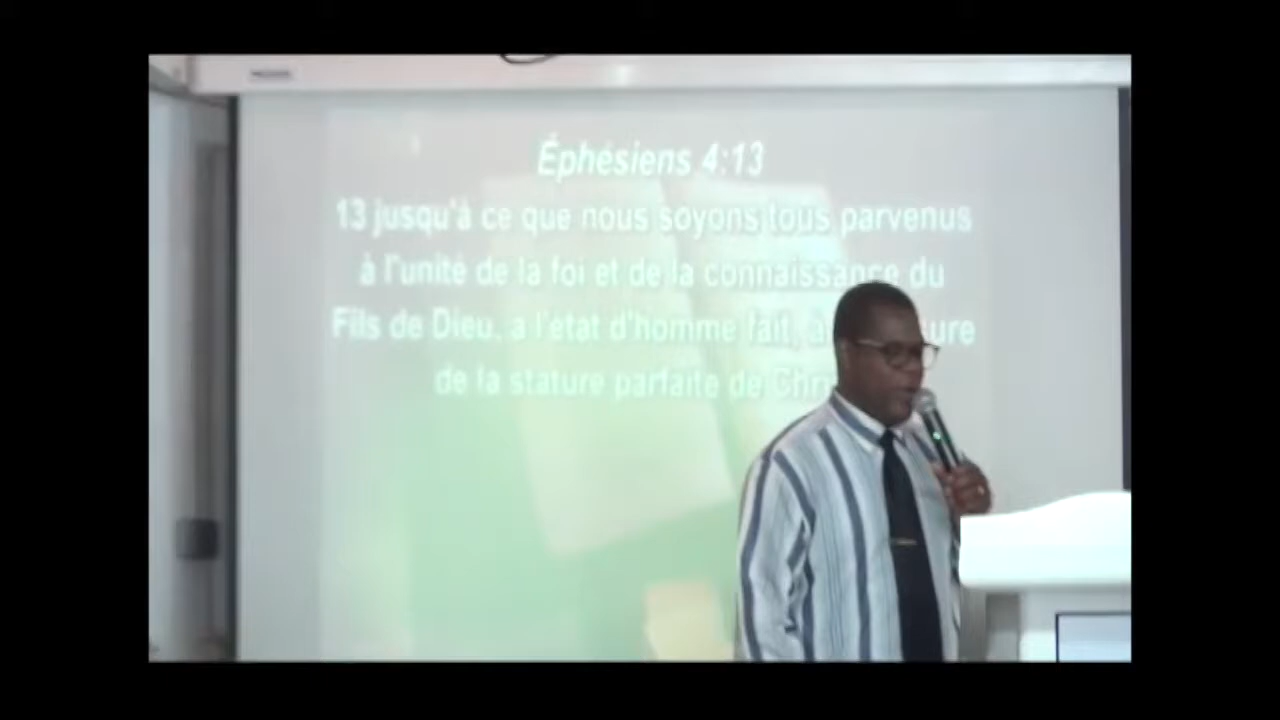 Éphésiens 4:13
13 jusqu'à ce que nous soyons tous parvenus
à l'unité de la foi et de la connaissance du
Fils de Dieu, à l'état d'homme fait, à
de la stature parfaite de